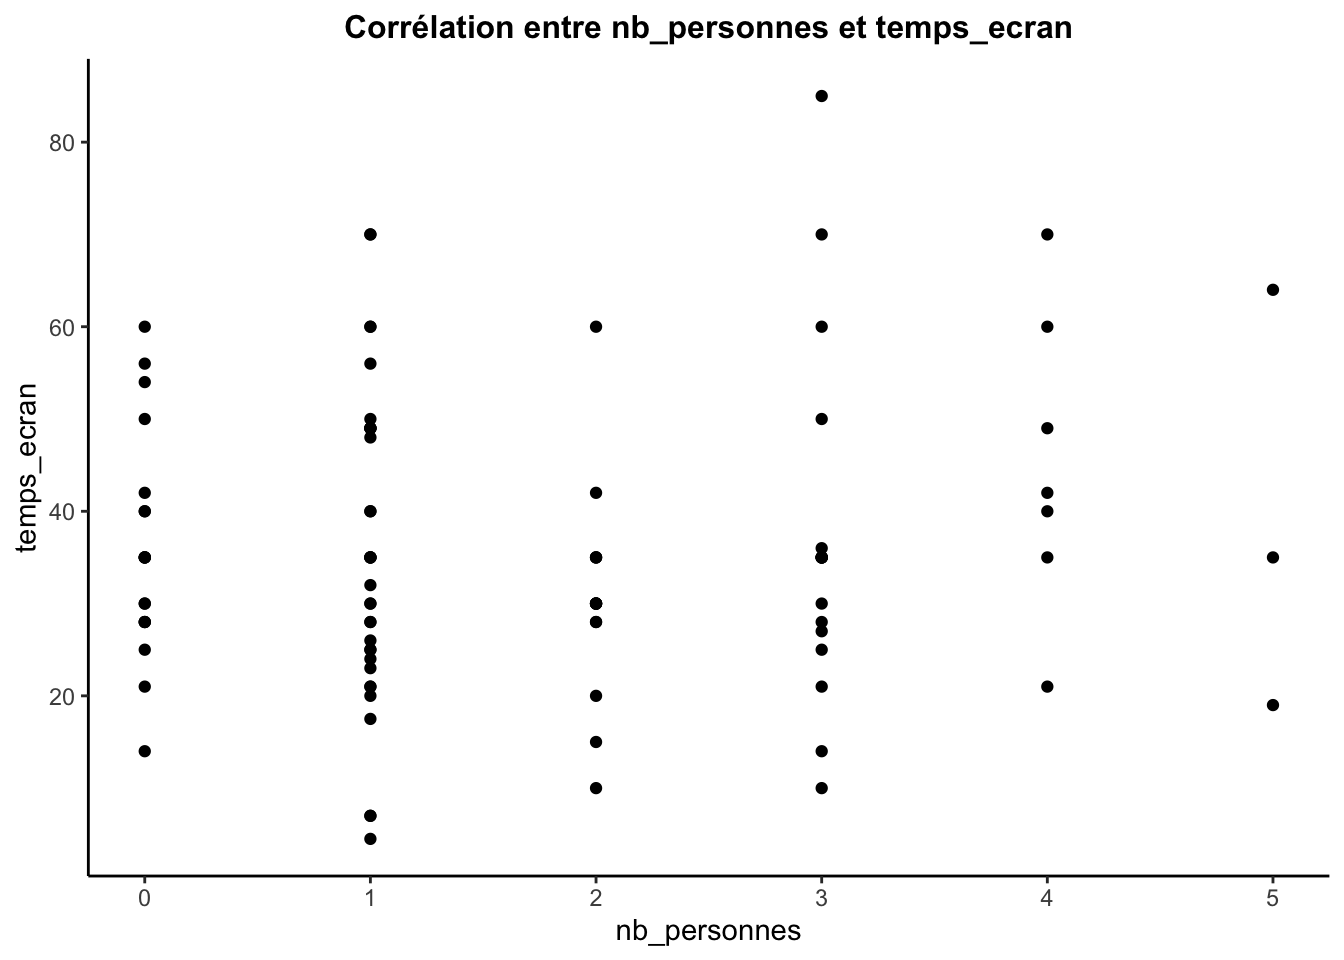 Corrélation entre nb_personnes et temps_ecran
80
60
40
20
temps_ecran
0 1 2 3 4 5
nb_personnes